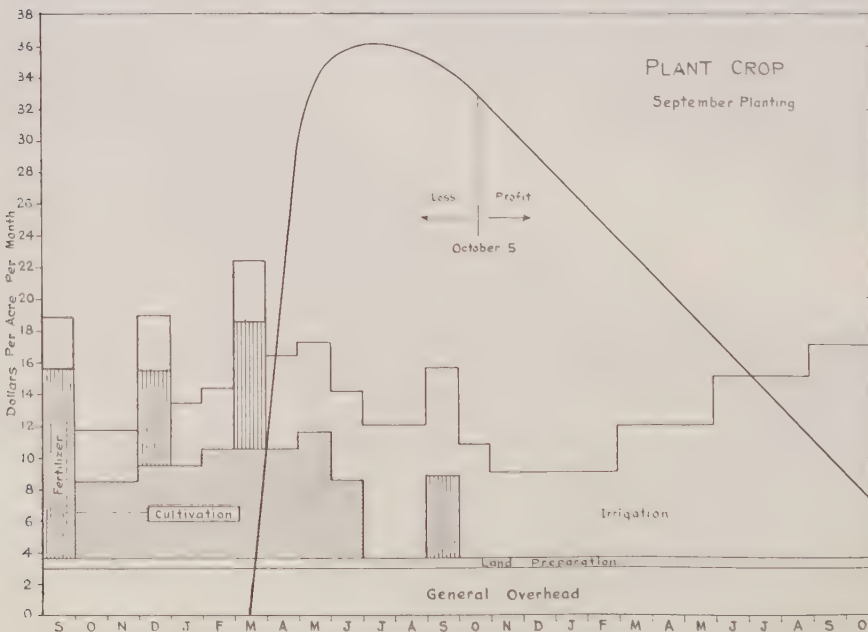 PLANT CROP
September Planting
38
36
34
32
30
28
26
24
22
20
18
16
14
12
10
8
6
4
2
0
Dollars Per Acre Per Month
Loss Profit
October 5
Fertilizer
Cultivation
Irrigation
Land Preparation
General Overhead
S O N D J F M A M J J A S O N D J F M A M J J A S O